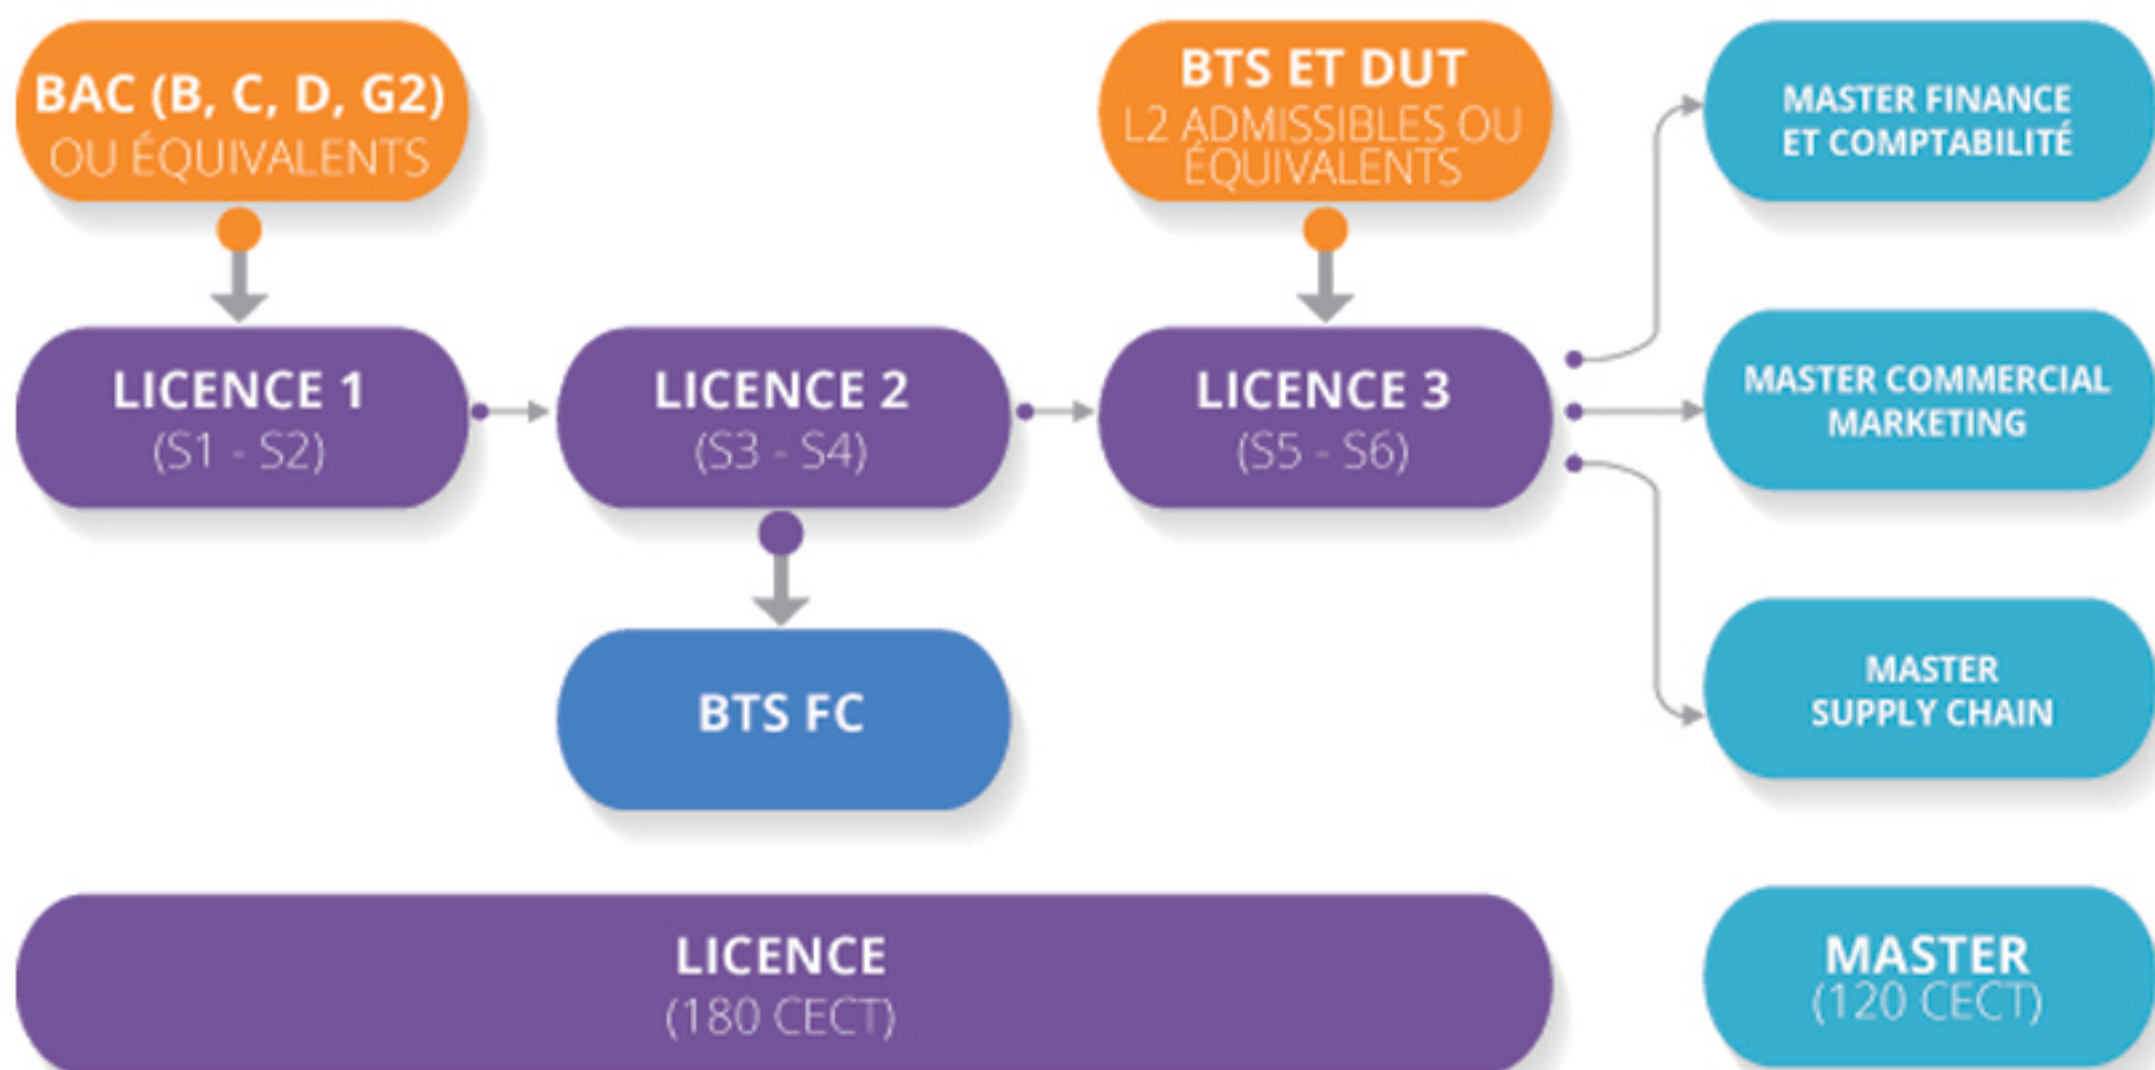 BAC (B, C, D, G2)
OU ÉQUIVALENTS
BTS ET DUT
L2 ADMISSIBLES OU
ÉQUIVALENTS
MASTER FINANCE
ET COMPTABILITÉ
LICENCE 1
(S1 - S2)
LICENCE 2
(S3 - S4)
LICENCE 3
(S5 - S6)
MASTER COMMERCIAL
MARKETING
BTS FC
MASTER
SUPPLY CHAIN
LICENCE
(180 CECT)
MASTER
(120 CECT)